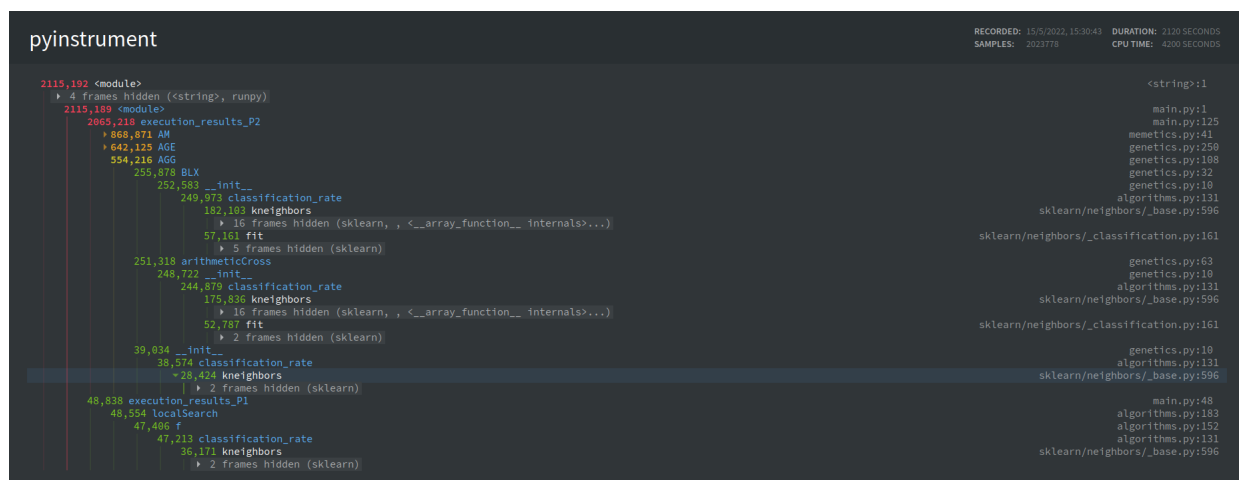 pyinstrument
RECORDED: 15/5/2022, 15:30:43 DURATION: 2120 SECONDS
SAMPLES: 2023778 CPU TIME: 4200 SECONDS
2115,192 <module> <string>:1
4 frames hidden (<string>, runpy)
2115,189 <module> main.py:1
2065,218 execution_results_P2 main.py:125
868,871 AM memetics.py:41
642,125 AGE genetics.py:250
554,216 AGG genetics.py:108
255,878 BLX genetics.py:32
252,583 __init__ genetics.py:10
249,973 classification_rate algorithms.py:131
182,103 kneighbors sklearn/neighbors/_base.py:596
16 frames hidden (sklearn, , <__array_function__ internals>...)
57,161 fit sklearn/neighbors/_classification.py:161
5 frames hidden (sklearn)
251,318 arithmeticCross genetics.py:63
248,722 __init__ genetics.py:10
244,879 classification_rate algorithms.py:131
175,836 kneighbors sklearn/neighbors/_base.py:596
16 frames hidden (sklearn, , <__array_function__ internals>...)
52,787 fit sklearn/neighbors/_classification.py:161
2 frames hidden (sklearn)
39,034 __init__ genetics.py:10
38,574 classification_rate algorithms.py:131
28,424 kneighbors sklearn/neighbors/_base.py:596
2 frames hidden (sklearn)
48,838 execution_results_P1 main.py:48
48,554 localSearch algorithms.py:183
47,406 f algorithms.py:152
47,213 classification_rate algorithms.py:131
36,171 kneighbors sklearn/neighbors/_base.py:596
2 frames hidden (sklearn)